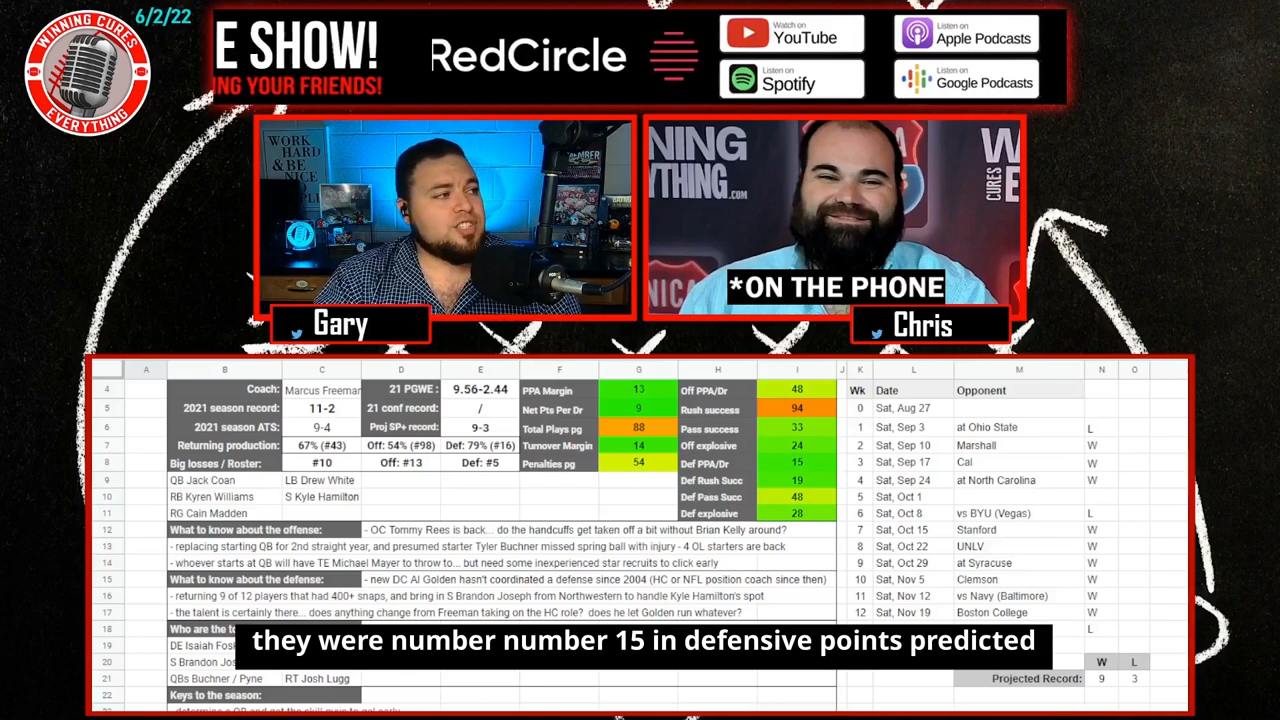 6/2/22
WINNING CURES
EVERYTHING
E SHOW!
NG YOUR FRIENDS!
RedCircle
Watch on
YouTube
Listen on
Spotify
Listen on
Apple Podcasts
Listen on
Google Podcasts
WORK
HARD
& BE
NICE
NING
YTHING
.COM
CURES
*ON THE PHONE
Gary
Chris
A B C D E F G H I J K L M N O
4 Coach: Marcus Freeman 21 PGWE : 9.56-2.44 PPA Margin 13 Off PPA/Dr 48 Wk Date Opponent
5 2021 season record: 11-2 21 conf record: / Net Pts Per Dr 9 Rush success 94 0 Sat, Aug 27
6 2021 season ATS: 9-4 Proj SP+ record: 9-3 Total Plays pg 88 Pass success 33 1 Sat, Sep 3 at Ohio State L
7 Returning production: 67% (#43) Off: 54% (#98) Def: 79% (#16) Turnover Margin 14 Off explosive 24 2 Sat, Sep 10 Marshall W
8 Big losses / Roster: #10 Off: #13 Def: #5 Penalties pg 54 Def PPA/Dr 15 3 Sat, Sep 17 Cal W
9 QB Jack Coan LB Drew White Def Rush Succ 19 4 Sat, Sep 24 at North Carolina W
10 RB Kyren Williams S Kyle Hamilton Def Pass Succ 48 5 Sat, Oct 1
11 RG Cain Madden Def explosive 28 6 Sat, Oct 8 vs BYU (Vegas) L
12 What to know about the offense: - OC Tommy Rees is back... do the handcuffs get taken off a bit without Brian Kelly around? 7 Sat, Oct 15 Stanford W
13 - replacing starting QB for 2nd straight year, and presumed starter Tyler Buchner missed spring ball with injury - 4 OL starters are back 8 Sat, Oct 22 UNLV W
14 - whoever starts at QB will have TE Michael Mayer to throw to... but need some inexperienced star recruits to click early 9 Sat, Oct 29 at Syracuse W
15 What to know about the defense: - new DC Al Golden hasn't coordinated a defense since 2004 (HC or NFL position coach since then) 10 Sat, Nov 5 Clemson W
16 - returning 9 of 12 players that had 400+ snaps, and bring in S Brandon Joseph from Northwestern to handle Kyle Hamilton's spot 11 Sat, Nov 12 vs Navy (Baltimore) W
17 - the talent is certainly there... does anything change from Freeman taking on the HC role? does he let Golden run whatever? 12 Sat, Nov 19 Boston College W
18 Who are the to L
they were number number 15 in defensive points predicted
19 DE Isaiah Fosk
20 S Brandon Jos W L
21 QBs Buchner / Pyne RT Josh Lugg Projected Record: 9 3
22 Keys to the season: